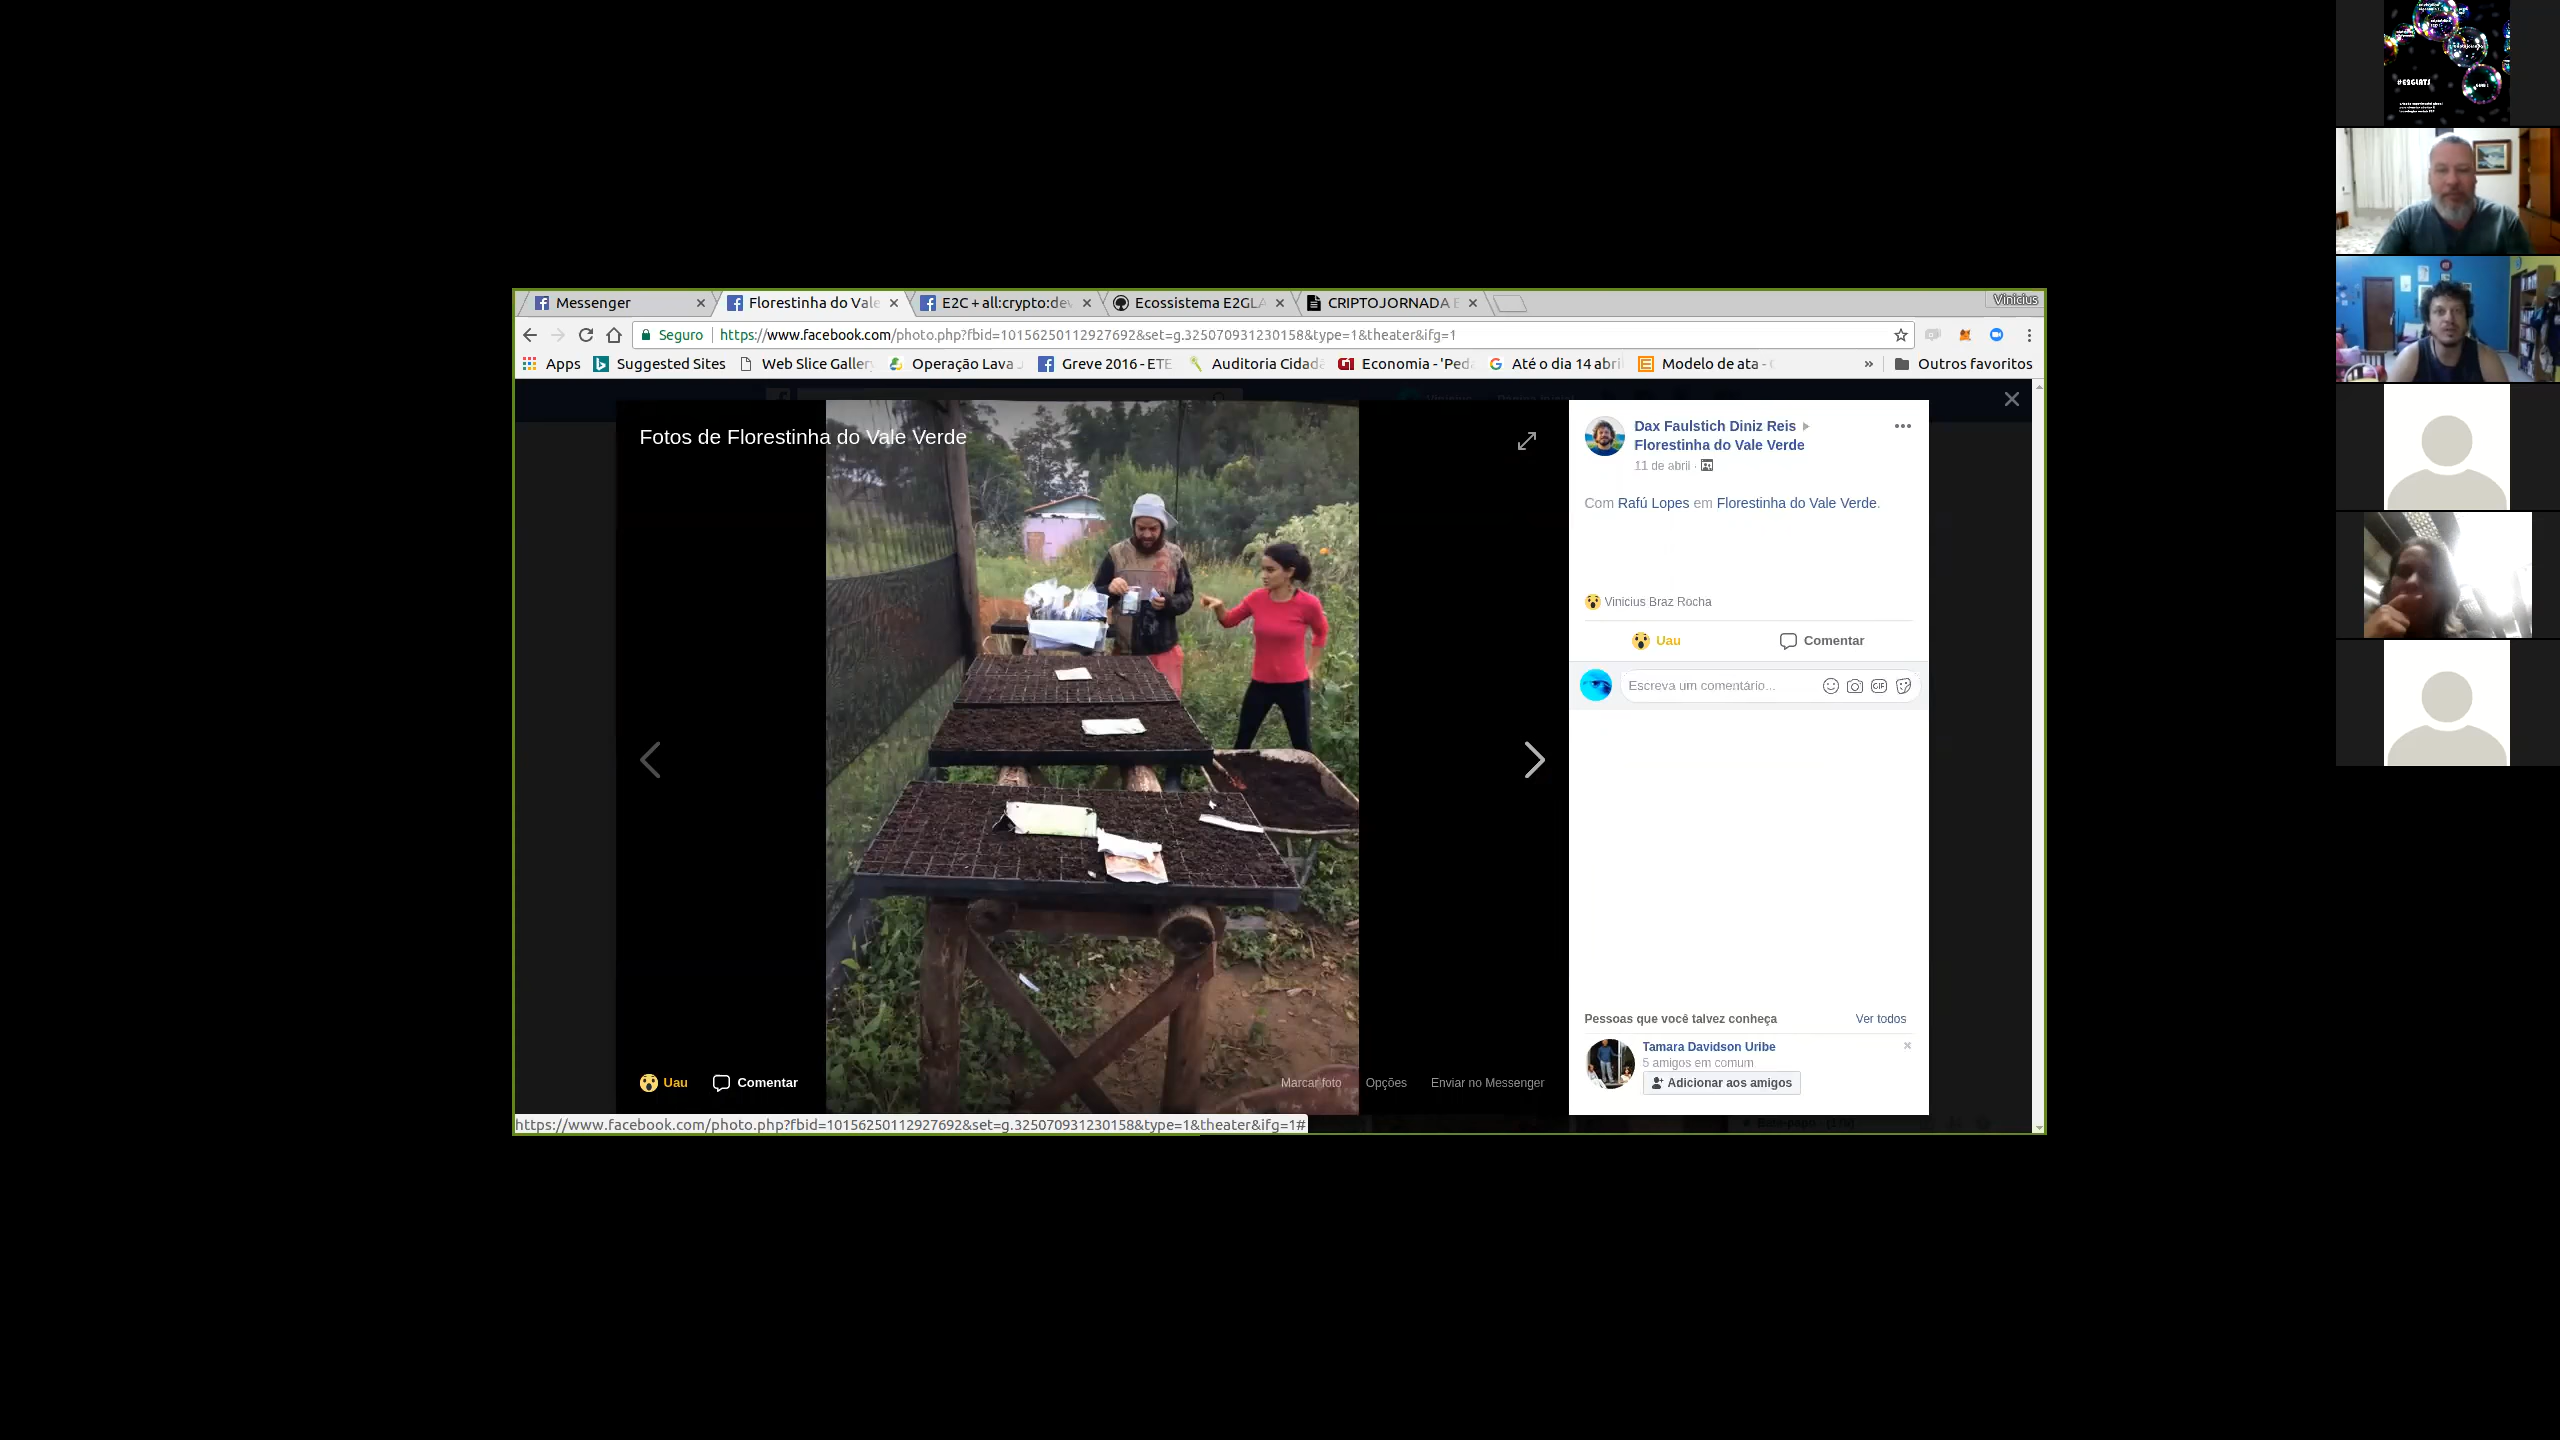 Messenger
Florestinha do Vale
E2C + all:crypto:dev
Ecossistema E2GLA
CRIPTOJORNADA E
Vinicius
Seguro
https://www.facebook.com/photo.php?fbid=10156250112927692&set=g.325070931230158&type=1&theater&ifg=1
Apps
Suggested Sites
Web Slice Gallery
Operação Lava J
Greve 2016 - ETE
Auditoria Cidadã
G1 Economia - 'Peda
Até o dia 14 abril
Modelo de ata - C
»
Outros favoritos
Fotos de Florestinha do Vale Verde
Dax Faulstich Diniz Reis
Florestinha do Vale Verde
11 de abril ·
Com Rafú Lopes em Florestinha do Vale Verde.
Vinicius Braz Rocha
Uau
Comentar
Escreva um comentário...
GIF
Pessoas que você talvez conheça
Ver todos
Tamara Davidson Uribe
5 amigos em comum
Adicionar aos amigos
Uau
Comentar
Marcar foto
Opções
Enviar no Messenger
https://www.facebook.com/photo.php?fbid=10156250112927692&set=g.325070931230158&type=1&theater&ifg=1#